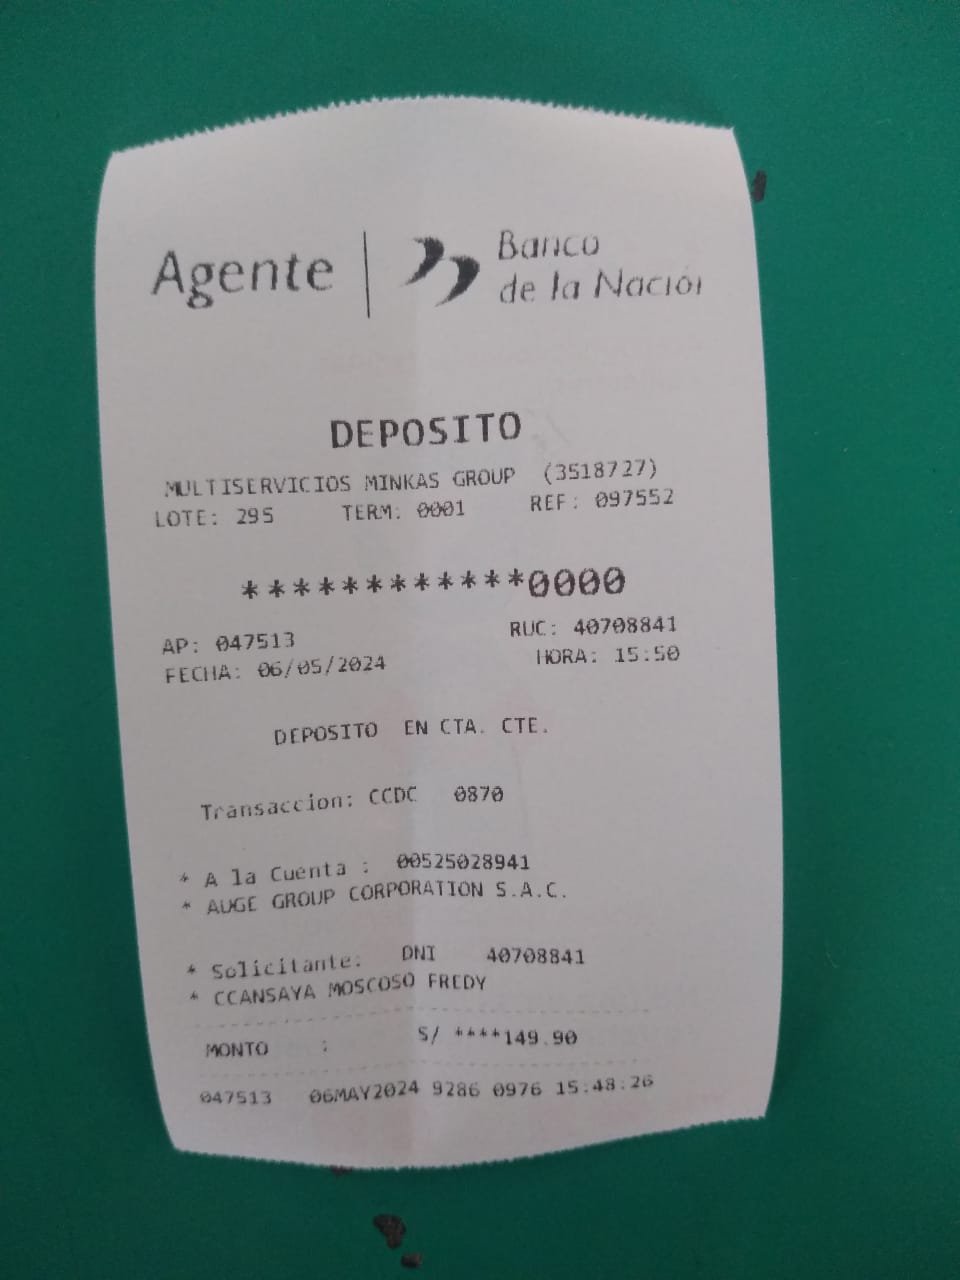 Agente | Banco
de la Nación
DEPOSITO
MULTISERVICIOS MINKAS GROUP (3518727)
LOTE: 295 TERM: 0001 REF: 097552
************0000
AP: 047513 RUC: 40708841
FECHA: 06/05/2024 HORA: 15:50
DEPOSITO EN CTA. CTE.
Transaccion: CCDC 0870
* A la Cuenta : 00525028941
* AUGE GROUP CORPORATION S.A.C.
* Solicitante: DNI 40708841
* CCANSAYA MOSCOSO FREDY
MONTO : S/ ****149.90
047513 06MAY2024 9286 0976 15:48:26